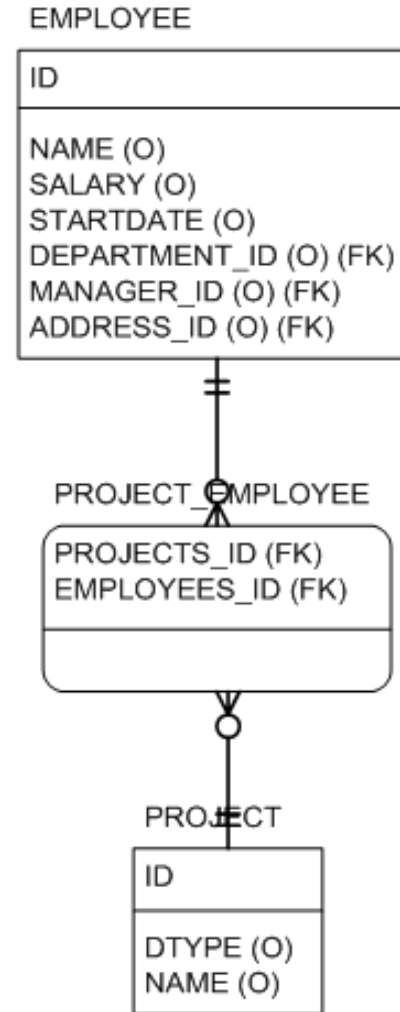 EMPLOYEE
ID
NAME (O)
SALARY (O)
STARTDATE (O)
DEPARTMENT_ID (O) (FK)
MANAGER_ID (O) (FK)
ADDRESS_ID (O) (FK)
PROJECT_EMPLOYEE
PROJECTS_ID (FK)
EMPLOYEES_ID (FK)
PROJECT
ID
DTYPE (O)
NAME (O)